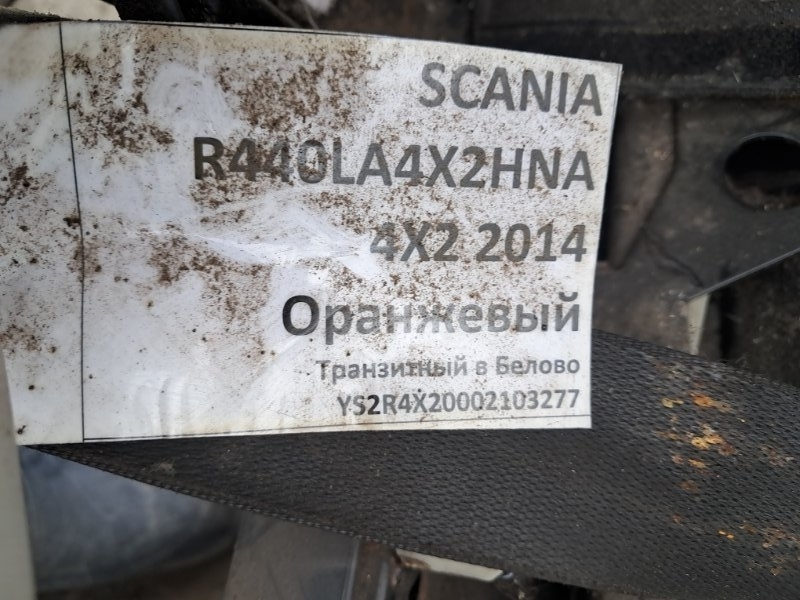 SCANIA
R440LA4X2HNA
4X2 2014
Оранжевый
Транзитный в Белово
YS2R4X20002103277